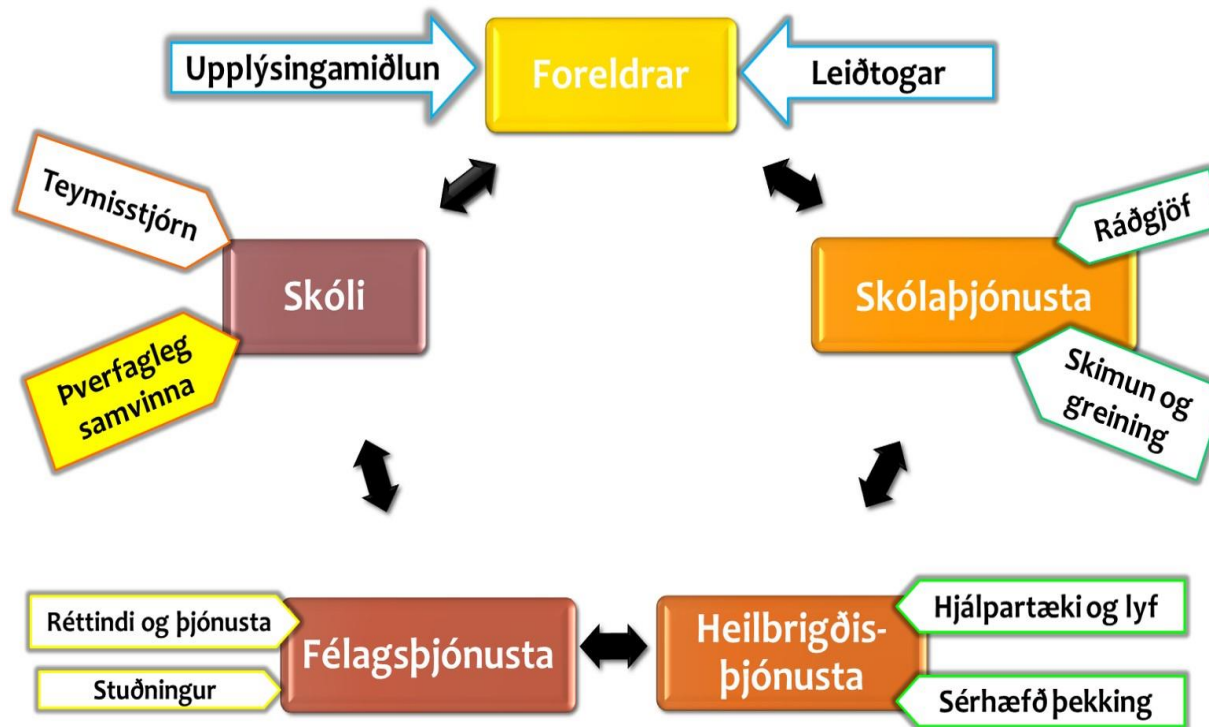 Upplýsingamiðlun
Foreldrar
Leiðtogar
Teymisstjórn
Skóli
Þverfagleg
samvinna
Ráðgjöf
Skólaþjónusta
Skimun og
greining
Réttindi og þjónusta
Stuðningur
Félagsþjónusta
Heilbrigðis-
þjónusta
Hjálpartæki og lyf
Sérhæfð þekking